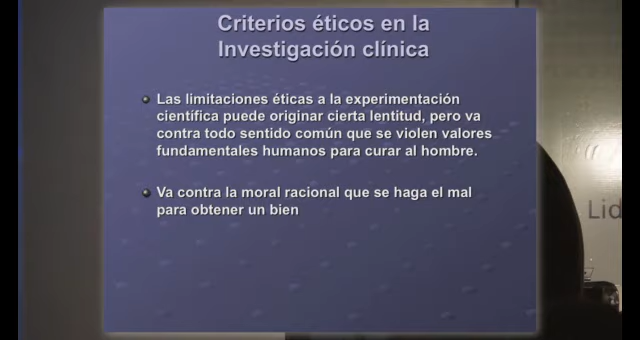 Criterios éticos en la
Investigación clínica
Las limitaciones éticas a la experimentación
científica puede originar cierta lentitud, pero va
contra todo sentido común que se violen valores
fundamentales humanos para curar al hombre.
Va contra la moral racional que se haga el mal
para obtener un bien
Lid